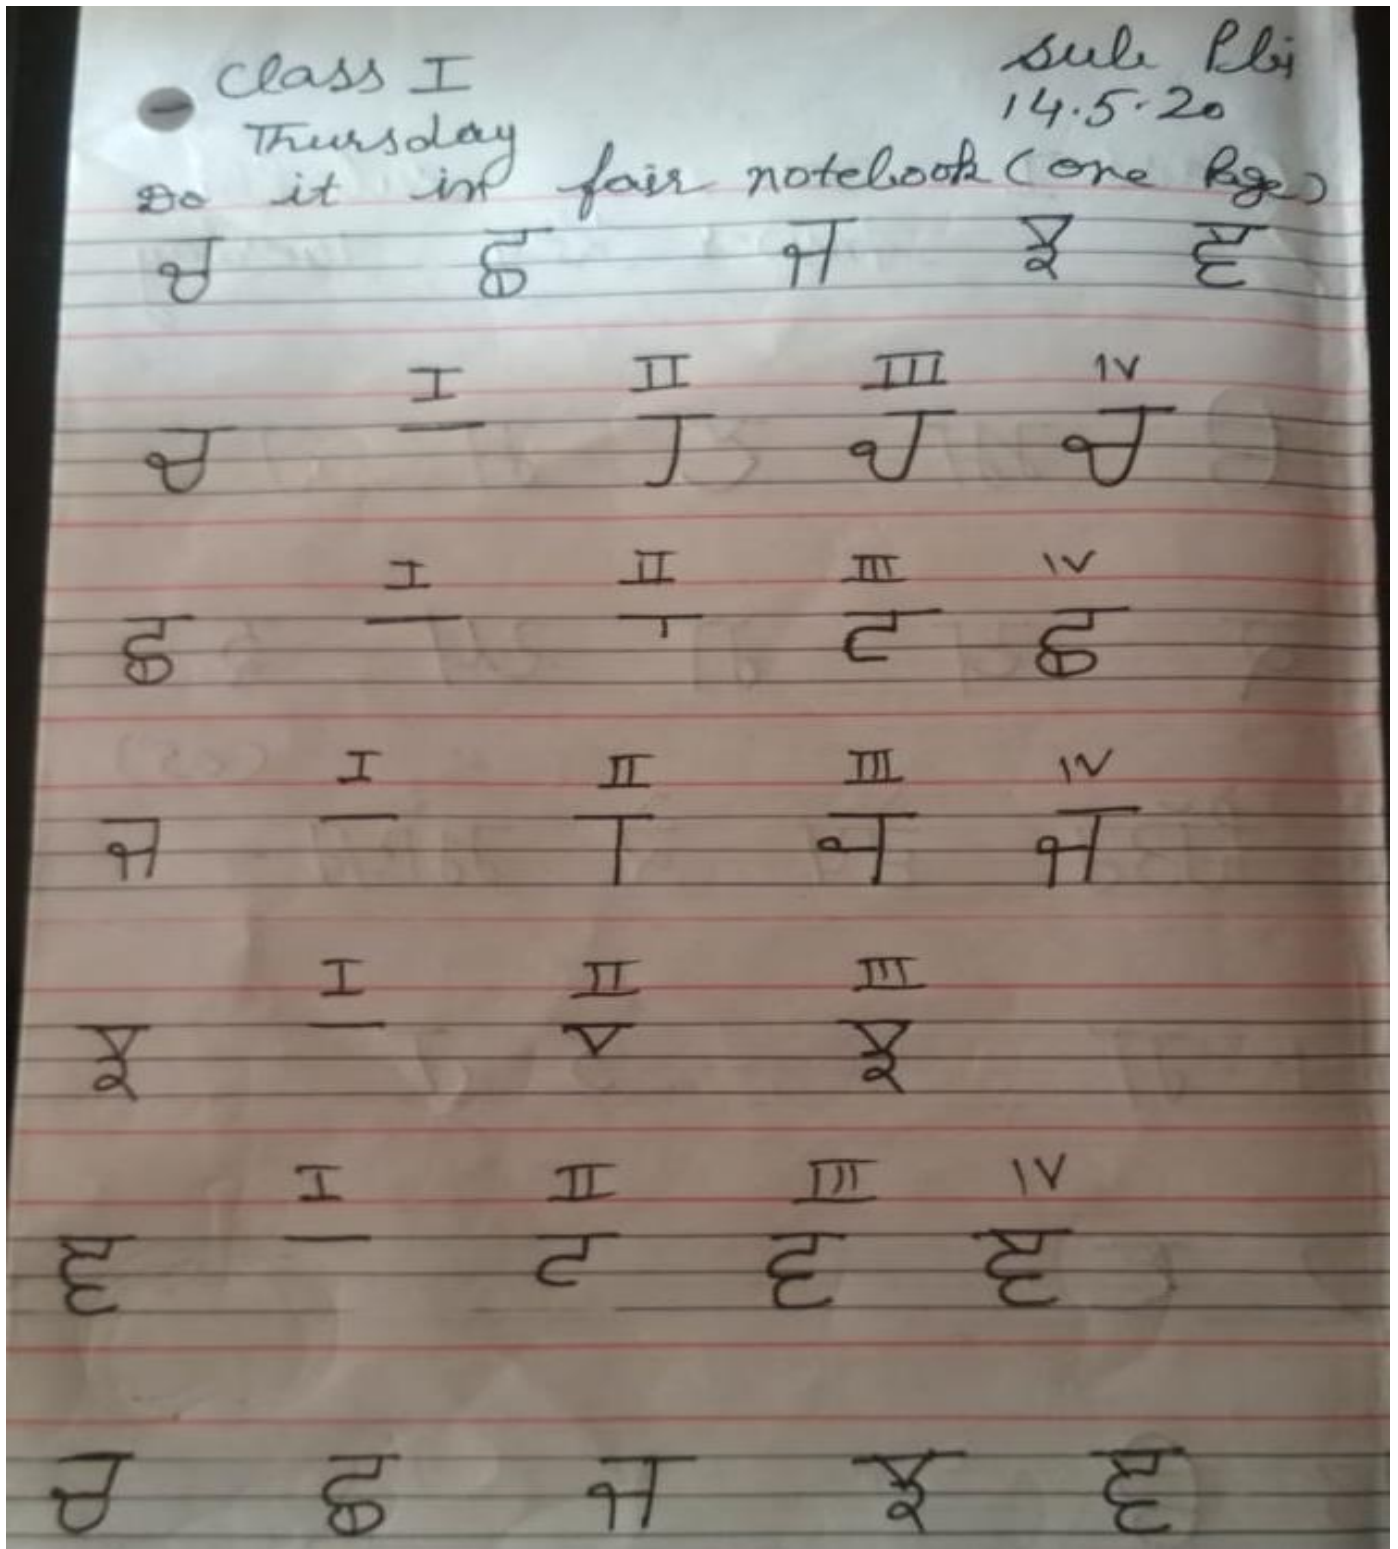 Class I
Sub Pbi
Thursday
14.5.20
Do it in fair notebook (one Page)
ਚ ਛ ਜ ਝ ਞ
I II III IV
ਚ
I II III IV
ਛ ਛ
I II III IV
ਜ ਜ
I II III
ਝ ਝ
I II III IV
ਞ ਞ
ਚ ਛ ਜ ਝ ਞ